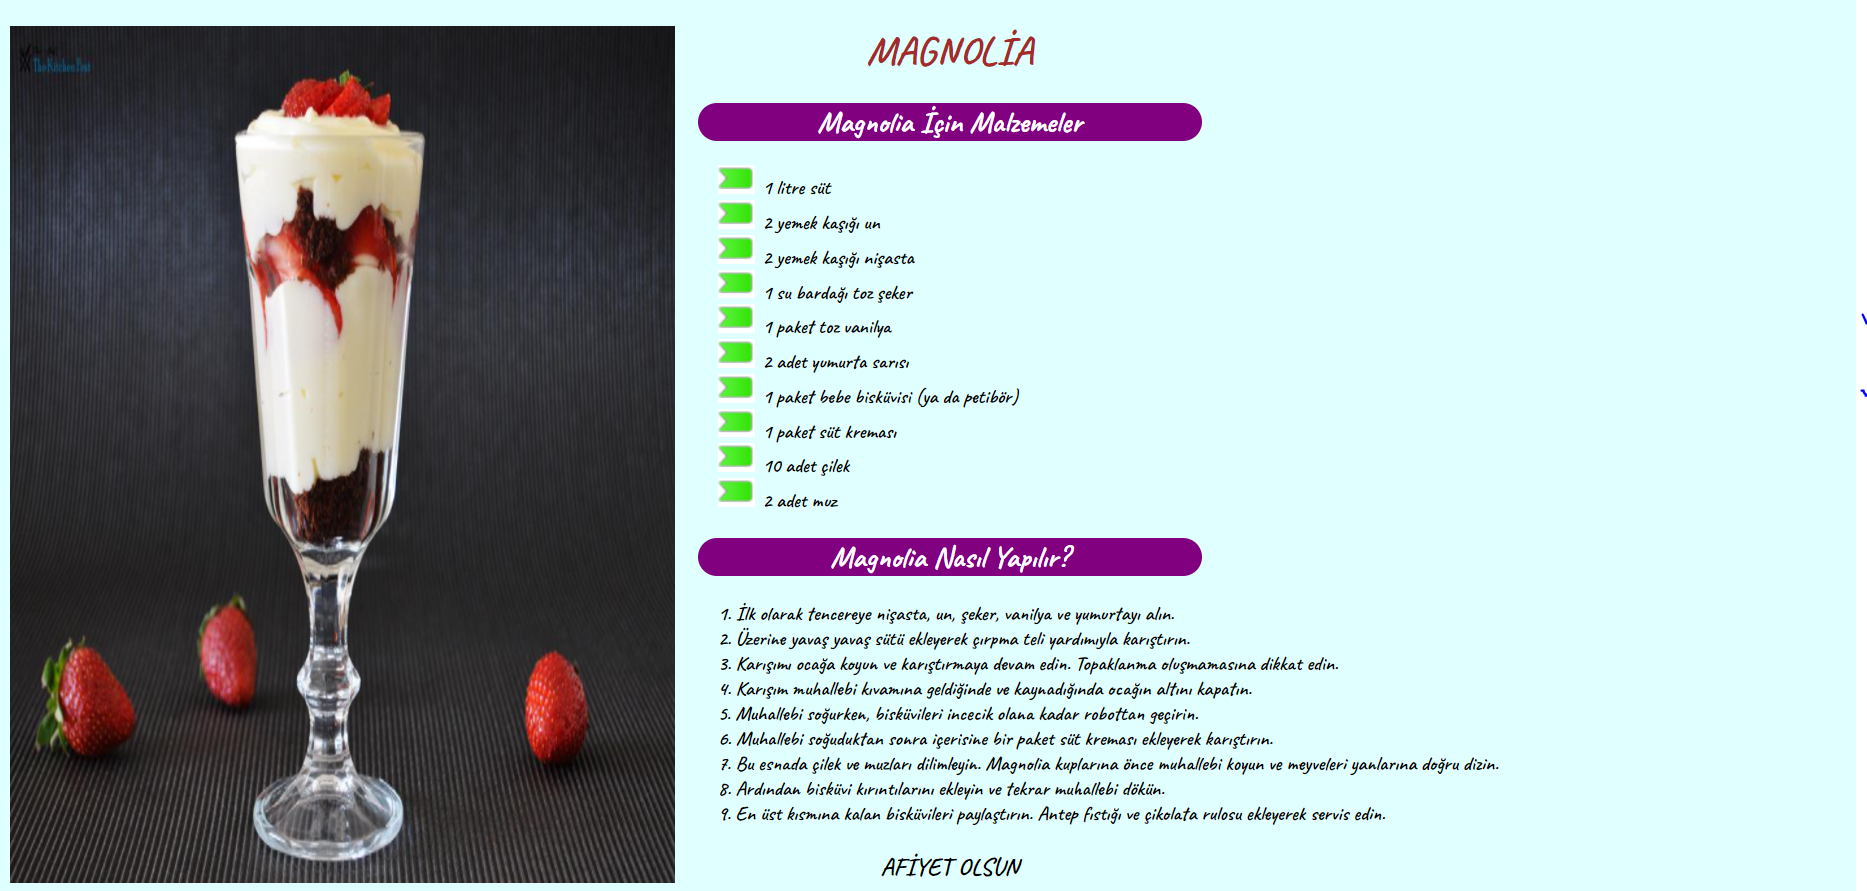 The Kitchen Post
MAGNOLİA
Magnolia İçin Malzemeler
1 litre süt
2 yemek kaşığı un
2 yemek kaşığı nişasta
1 su bardağı toz şeker
1 paket toz vanilya
2 adet yumurta sarısı
1 paket bebe bisküvisi (ya da petibör)
1 paket süt kreması
10 adet çilek
2 adet muz
Magnolia Nasıl Yapılır?
1. İlk olarak tencereye nişasta, un, şeker, vanilya ve yumurtayı alın.
2. Üzerine yavaş yavaş sütü ekleyerek çırpma teli yardımıyla karıştırın.
3. Karışımı ocağa koyun ve karıştırmaya devam edin. Topaklanma oluşmamasına dikkat edin.
4. Karışım muhallebi kıvamına geldiğinde ve kaynadığında ocağın altını kapatın.
5. Muhallebi soğurken, bisküvileri incecik olana kadar robottan geçirin.
6. Muhallebi soğuduktan sonra içerisine bir paket süt kreması ekleyerek karıştırın.
7. Bu esnada çilek ve muzları dilimleyin. Magnolia kuplarına önce muhallebi koyun ve meyveleri yanlarına doğru dizin.
8. Ardından bisküvi kırıntılarını ekleyin ve tekrar muhallebi dökün.
9. En üst kısmına kalan bisküvileri paylaştırın. Antep fıstığı ve çikolata rulosu ekleyerek servis edin.
AFİYET OLSUN